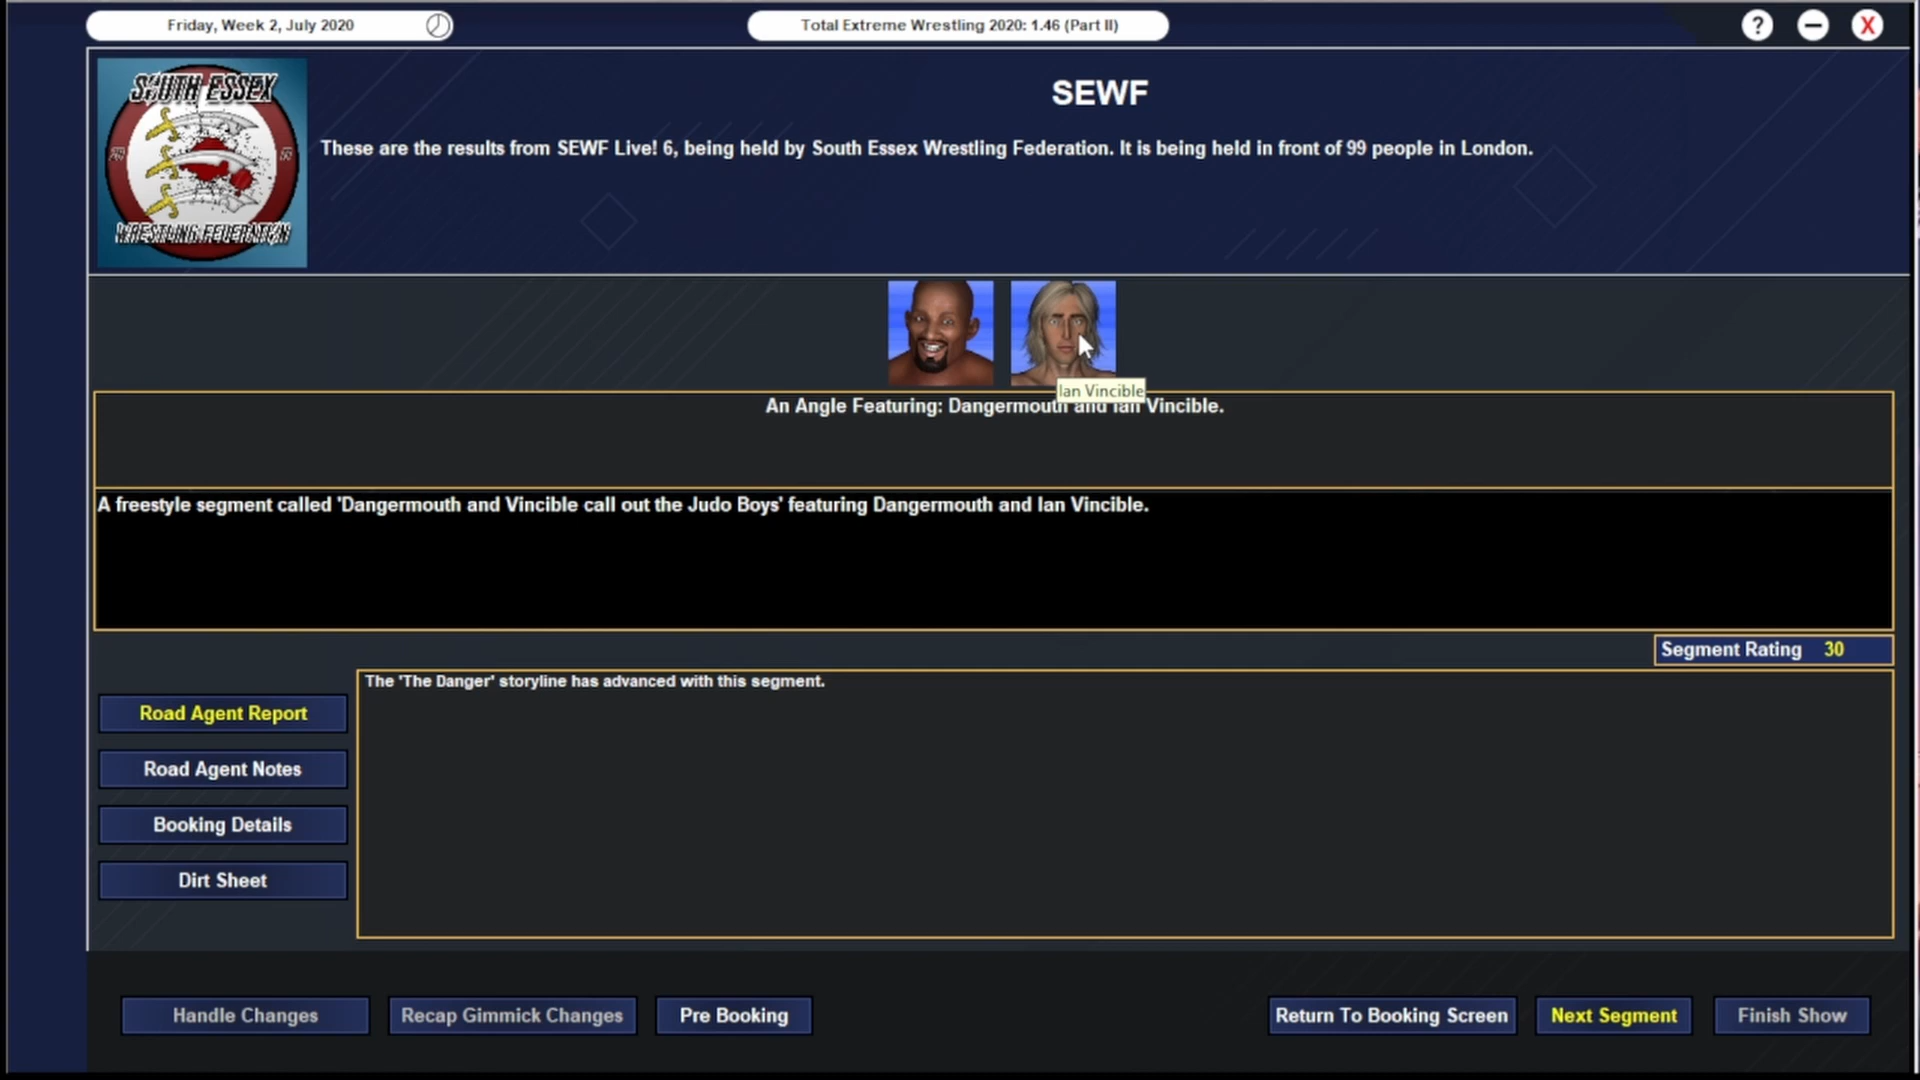 Friday, Week 2, July 2020
Total Extreme Wrestling 2020: 1.46 (Part II)
?
X
SOUTH ESSEX
WRESTLING FEDERATION
SEWF
These are the results from SEWF Live! 6, being held by South Essex Wrestling Federation. It is being held in front of 99 people in London.
Ian Vincible
An Angle Featuring: Dangermouth and Ian Vincible.
A freestyle segment called 'Dangermouth and Vincible call out the Judo Boys' featuring Dangermouth and Ian Vincible.
Segment Rating 30
The 'The Danger' storyline has advanced with this segment.
Road Agent Report
Road Agent Notes
Booking Details
Dirt Sheet
Handle Changes
Recap Gimmick Changes
Pre Booking
Return To Booking Screen
Next Segment
Finish Show